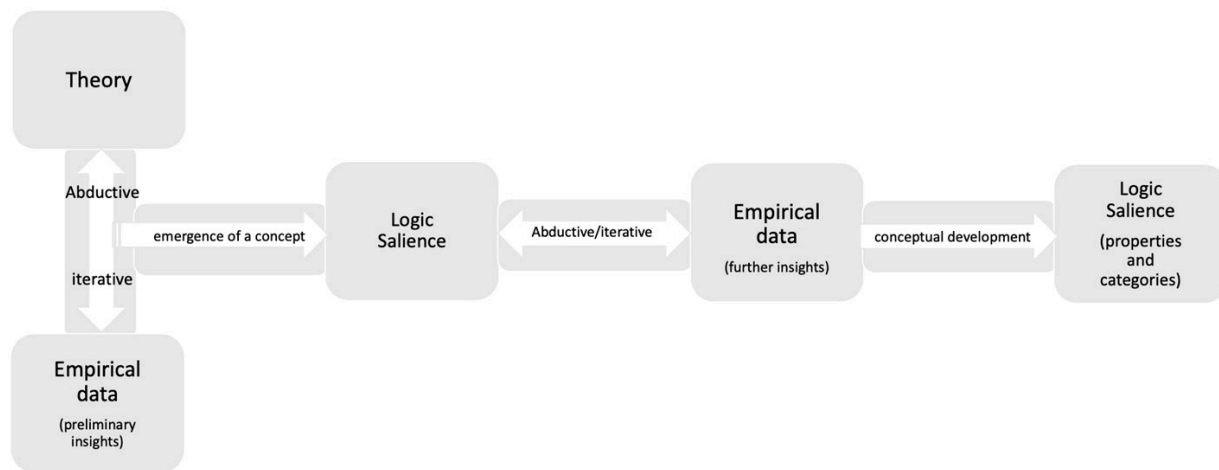 Theory
Abductive
iterative
Empirical
data
(preliminary
insights)
emergence of a concept
Logic
Salience
Abductive/iterative
Empirical
data
(further insights)
conceptual development
Logic
Salience
(properties
and
categories)